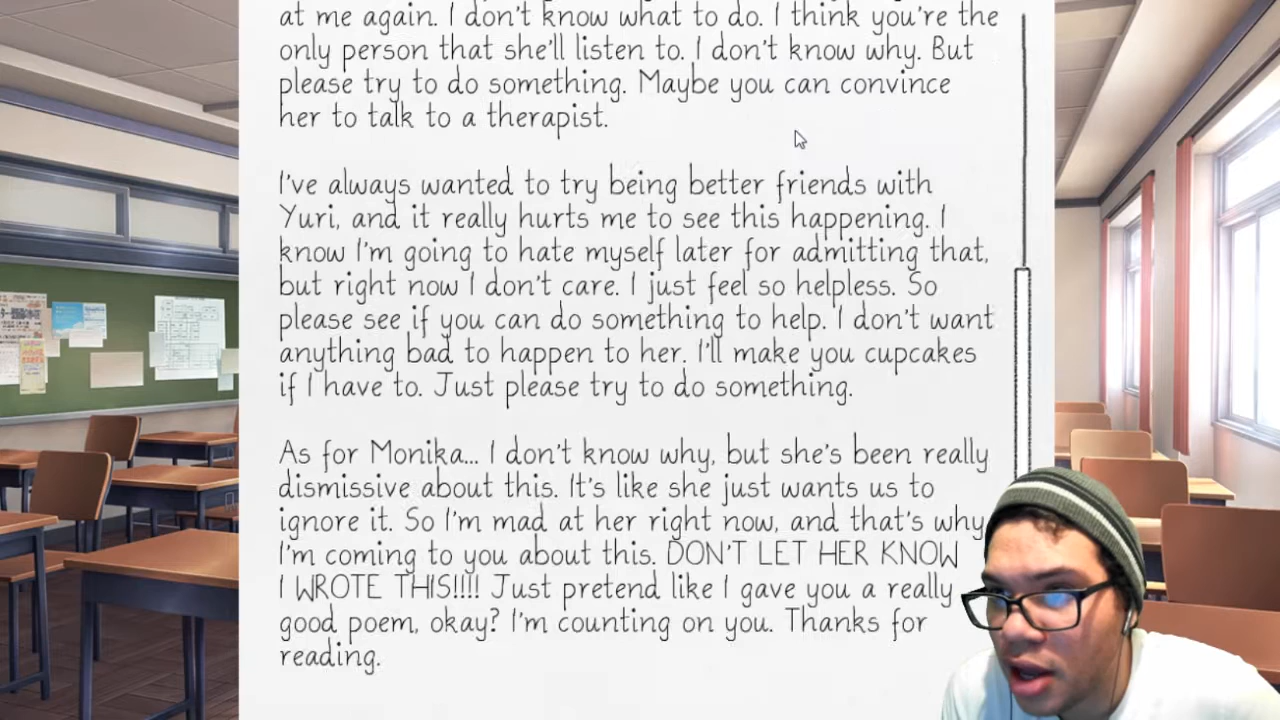 at me again. I don't know what to do. I think you're the
only person that she'll listen to. I don't know why. But
please try to do something. Maybe you can convince
her to talk to a therapist.
I've always wanted to try being better friends with
Yuri, and it really hurts me to see this happening. I
know I'm going to hate myself later for admitting that,
but right now I don't care. I just feel so helpless. So
please see if you can do something to help. I don't want
anything bad to happen to her. I'll make you cupcakes
if I have to. Just please try to do something.
As for Monika... I don't know why, but she's been really
dismissive about this. It's like she just wants us to
ignore it. So I'm mad at her right now, and that's why
I'm coming to you about this. DON'T LET HER KNOW
I WROTE THIS!!!! Just pretend like I gave you a really
good poem, okay? I'm counting on you. Thanks for
reading.